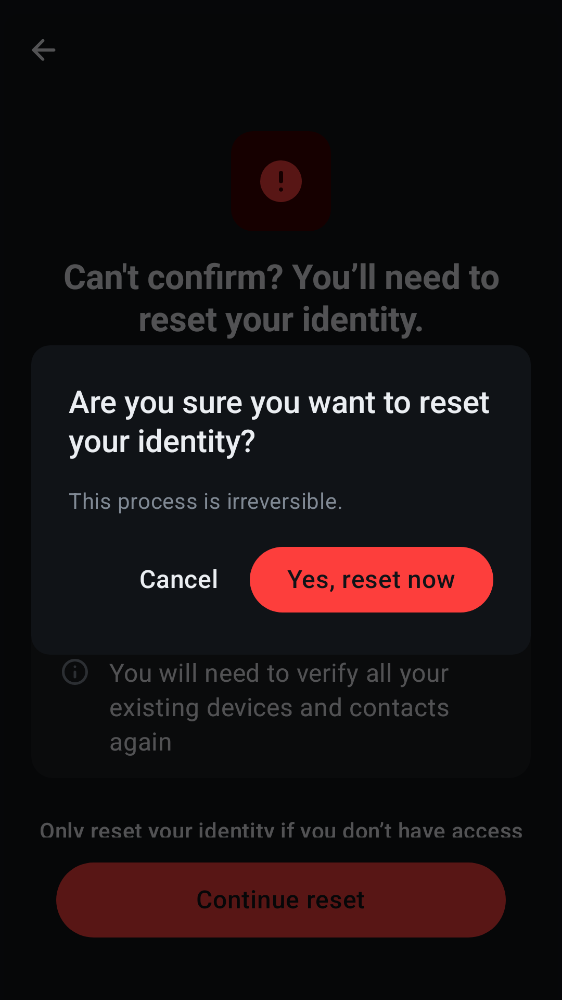 Can't confirm? You’ll need to
reset your identity.
Are you sure you want to reset
your identity?
This process is irreversible.
Cancel
Yes, reset now
You will need to verify all your
existing devices and contacts
again
Only reset your identity if you don’t have access
Continue reset